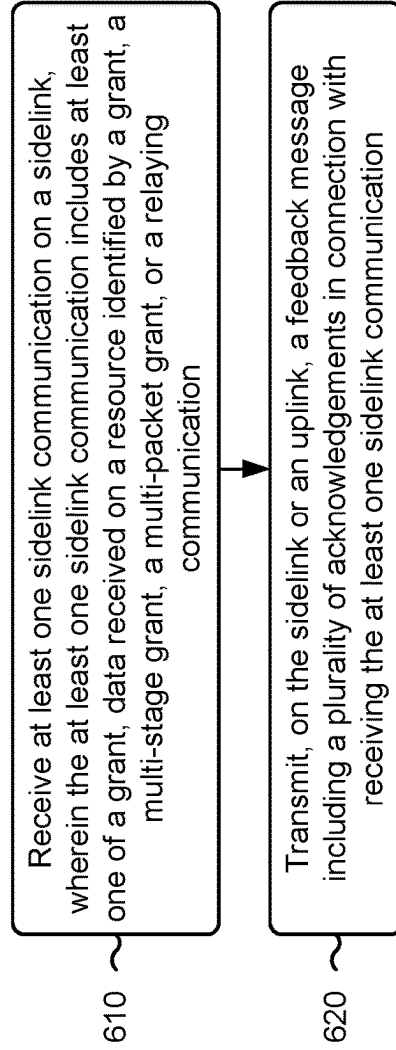 610
Receive at least one sidelink communication on a sidelink,
wherein the at least one sidelink communication includes at least
one of a grant, data received on a resource identified by a grant, a
multi-stage grant, a multi-packet grant, or a relaying
communication
620
Transmit, on the sidelink or an uplink, a feedback message
including a plurality of acknowledgements in connection with
receiving the at least one sidelink communication